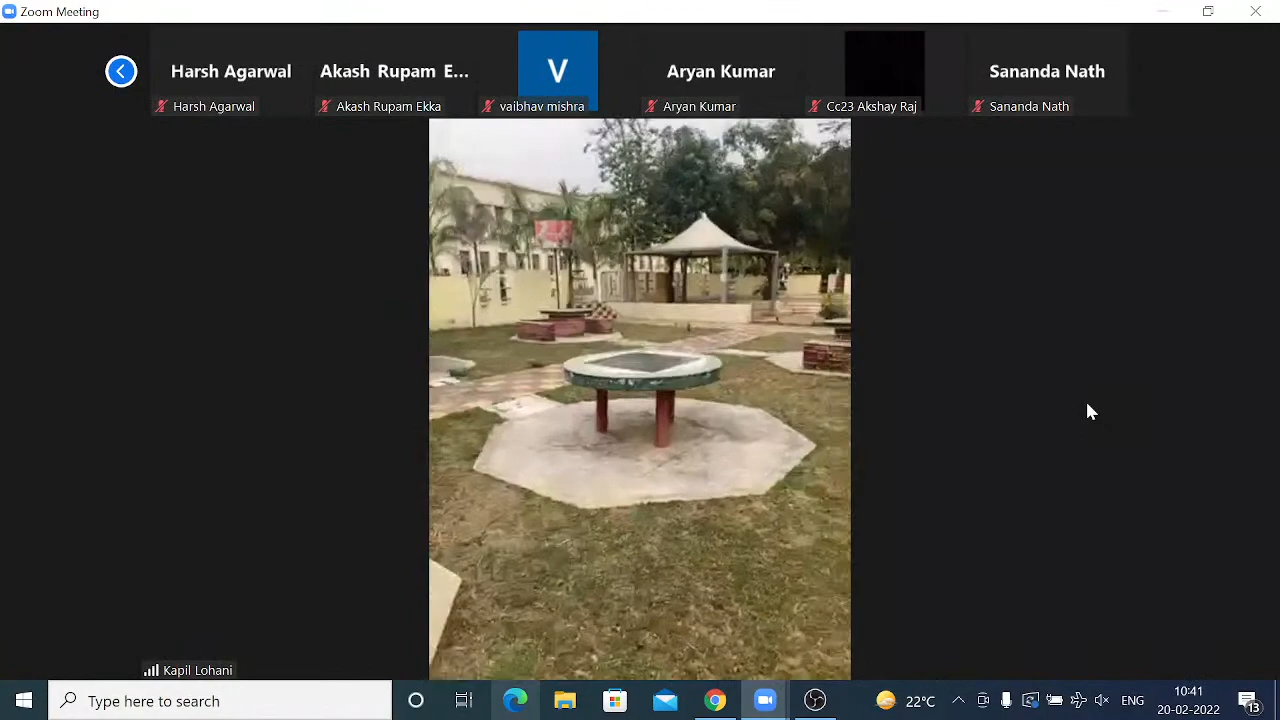 Zoom Meeting
Harsh Agarwal
Akash Rupam E...
V
Aryan Kumar
Sananda Nath
Harsh Agarwal
Akash Rupam Ekka
vaibhav mishra
Aryan Kumar
Cc23 Akshay Raj
Sananda Nath
Kapil Lohani
Type here to search
22°C
ENG
10:41
20-02-2022
13